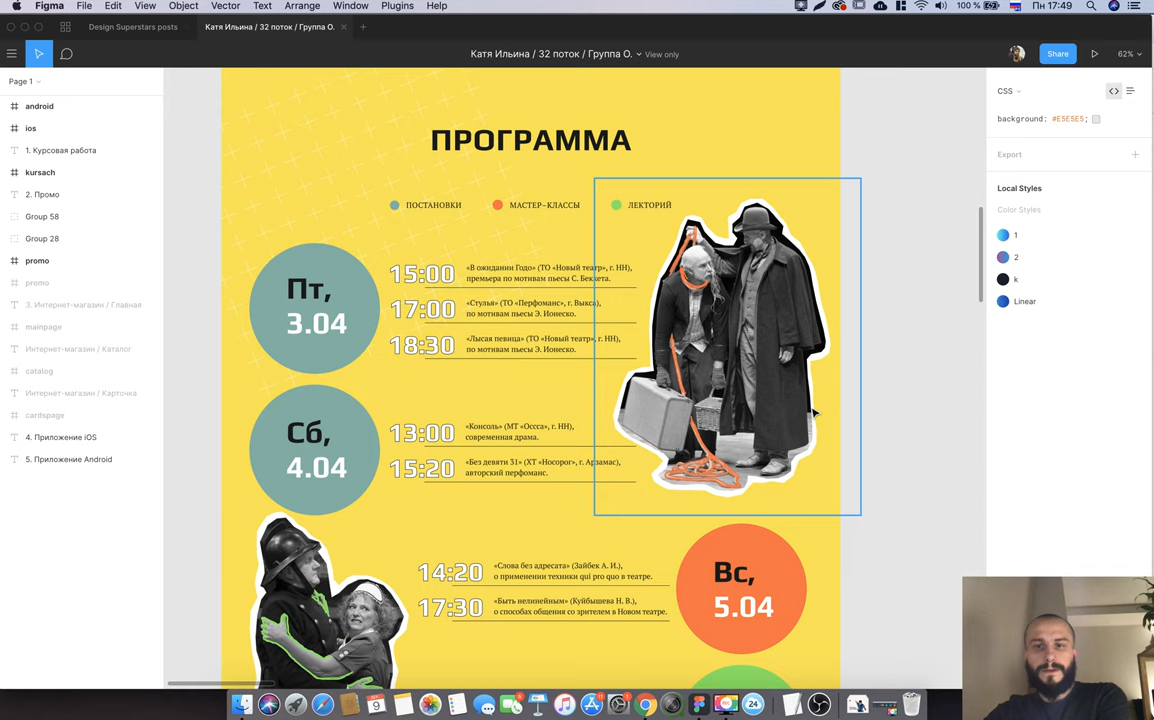 Figma File Edit View Object Vector Text Arrange Window Plugins Help
100 % Пн 17:49
Design Superstars posts
Катя Ильина / 32 поток / Группа О.
Катя Ильина / 32 поток / Группа О. View only
Share
62%
Page 1
android
ios
1. Курсовая работа
kursach
2. Промо
Group 58
Group 28
promo
promo
3. Интернет-магазин / Главная
mainpage
Интернет-магазин / Каталог
catalog
Интернет-магазин / Карточка
cardspage
4. Приложение iOS
5. Приложение Android
ПРОГРАММА
ПОСТАНОВКИ
МАСТЕР-КЛАССЫ
ЛЕКТОРИЙ
Пт,
3.04
15:00
«В ожидании Годо» (ТО «Новый театр», г. НН),
премьера по мотивам пьесы С. Беккета.
17:00
«Стулья» (ТО «Перфоманс», г. Выкса),
по мотивам пьесы Э. Ионеско.
18:30
«Лысая певица» (ТО «Новый театр», г. НН),
по мотивам пьесы Э. Ионеско.
Сб,
4.04
13:00
«Консоль» (МТ «Оссса», г. НН),
современная драма.
15:20
«Без девяти 31» (ХТ «Носорог», г. Арзамас),
авторский перфоманс.
14:20
«Слова без адресата» (Зайбек А. И.),
о применении техники qui pro quo в театре.
17:30
«Быть нелинейным» (Куйбышева Н. В.),
о способах общения со зрителем в Новом театре.
Вс,
5.04
CSS
background: #E5E5E5;
Export
Local Styles
Color Styles
1
2
k
Linear
9
24